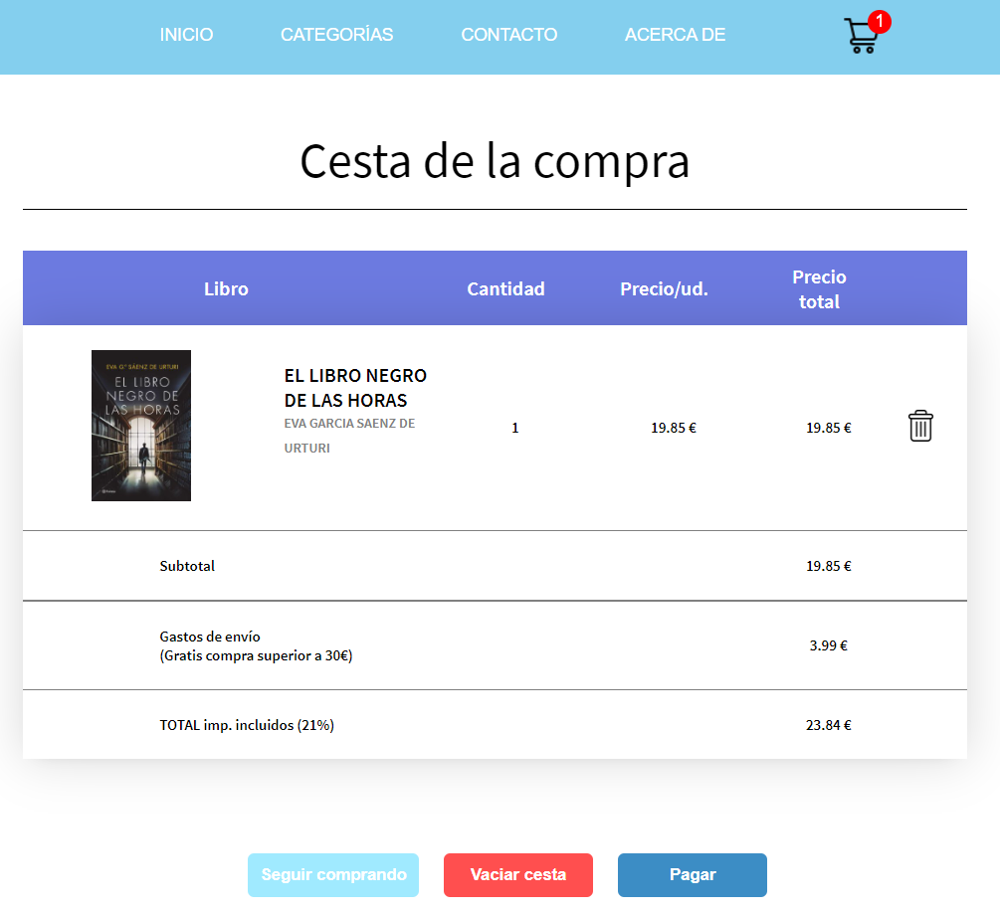 INICIO CATEGORÍAS CONTACTO ACERCA DE 1
Cesta de la compra
Libro Cantidad Precio/ud. Precio
total
EVA Gª SÁENZ DE URTURI
EL LIBRO
NEGRO DE
LAS HORAS
EL LIBRO NEGRO
DE LAS HORAS
EVA GARCIA SAENZ DE
URTURI
1 19.85 € 19.85 €
Subtotal 19.85 €
Gastos de envío
(Gratis compra superior a 30€) 3.99 €
TOTAL imp. incluidos (21%) 23.84 €
Seguir comprando Vaciar cesta Pagar